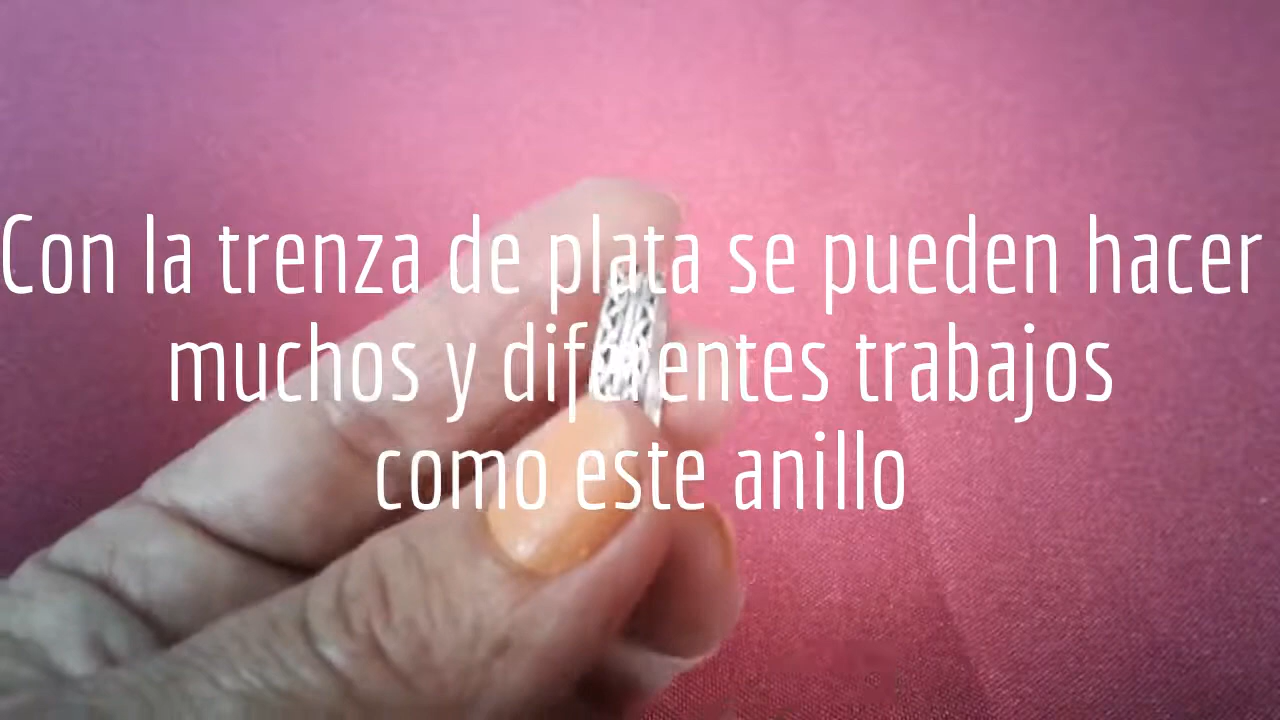 Con la trenza de plata se pueden hacer
muchos y diferentes trabajos
como este anillo